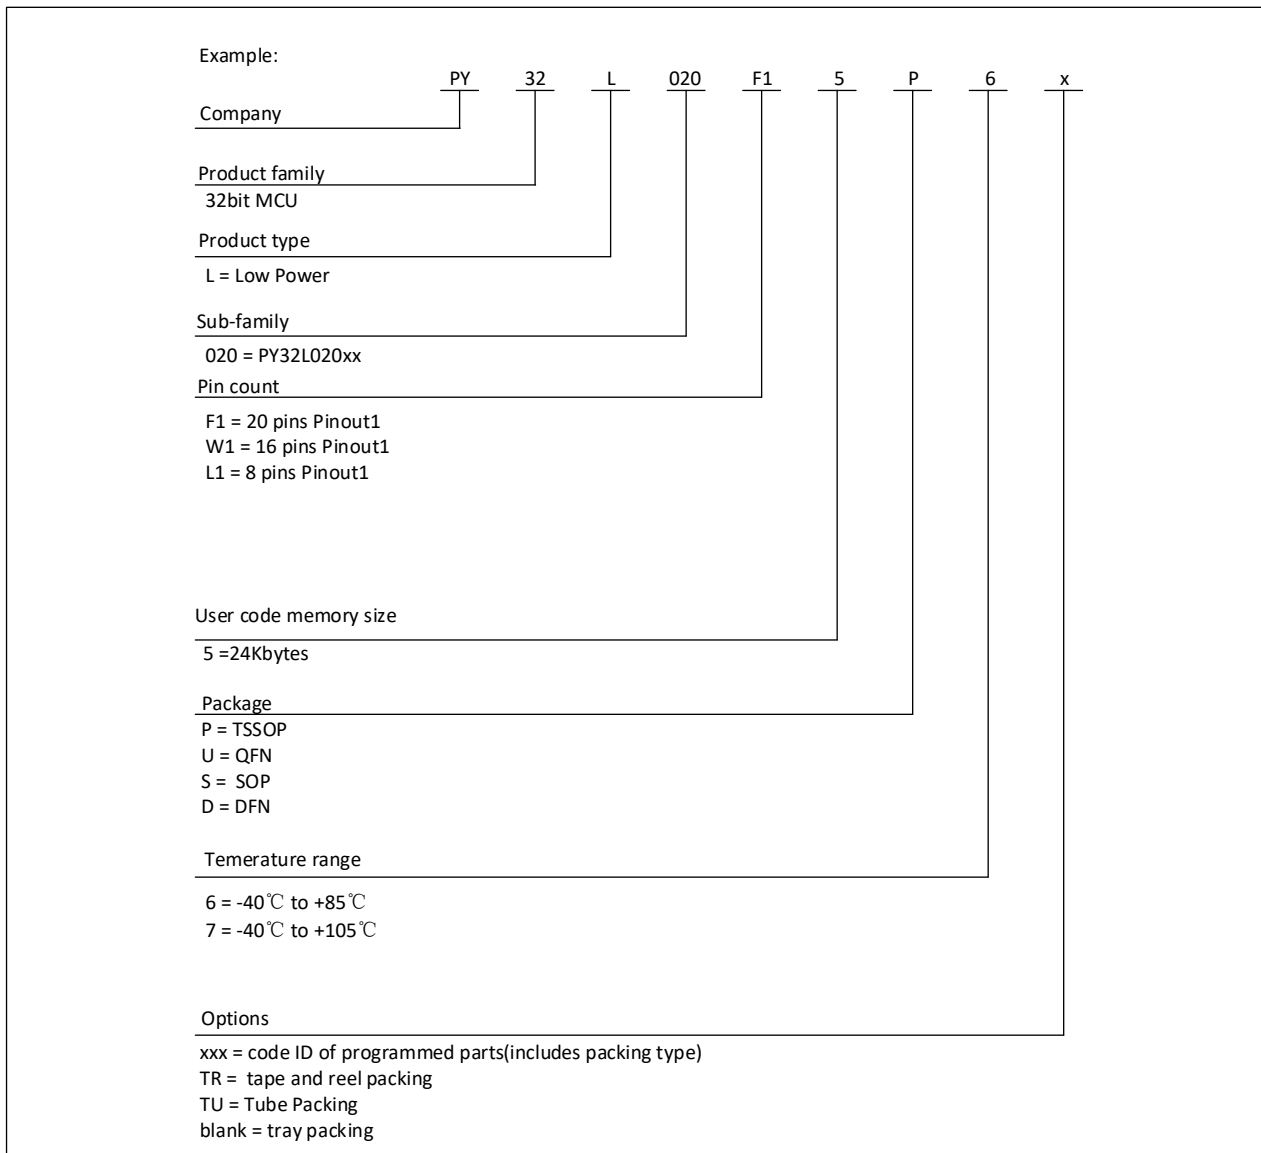 Example:
PY 32 L 020 F1 5 P 6 x
Company
Product family
32bit MCU
Product type
L = Low Power
Sub-family
020 = PY32L020xx
Pin count
F1 = 20 pins Pinout1
W1 = 16 pins Pinout1
L1 = 8 pins Pinout1
User code memory size
5 =24Kbytes
Package
P = TSSOP
U = QFN
S = SOP
D = DFN
Temerature range
6 = -40℃ to +85℃
7 = -40℃ to +105℃
Options
xxx = code ID of programmed parts(includes packing type)
TR = tape and reel packing
TU = Tube Packing
blank = tray packing